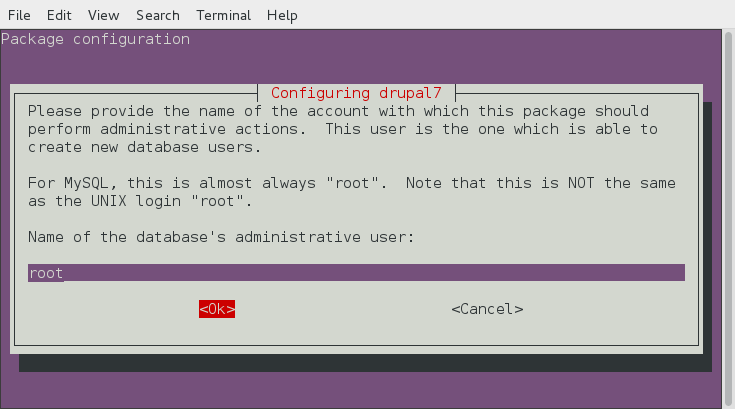 File Edit View Search Terminal Help
Package configuration
Configuring drupal7
Please provide the name of the account with which this package should
perform administrative actions.  This user is the one which is able to
create new database users.
For MySQL, this is almost always "root".  Note that this is NOT the same
as the UNIX login "root".
Name of the database's administrative user:
root
<Ok> <Cancel>